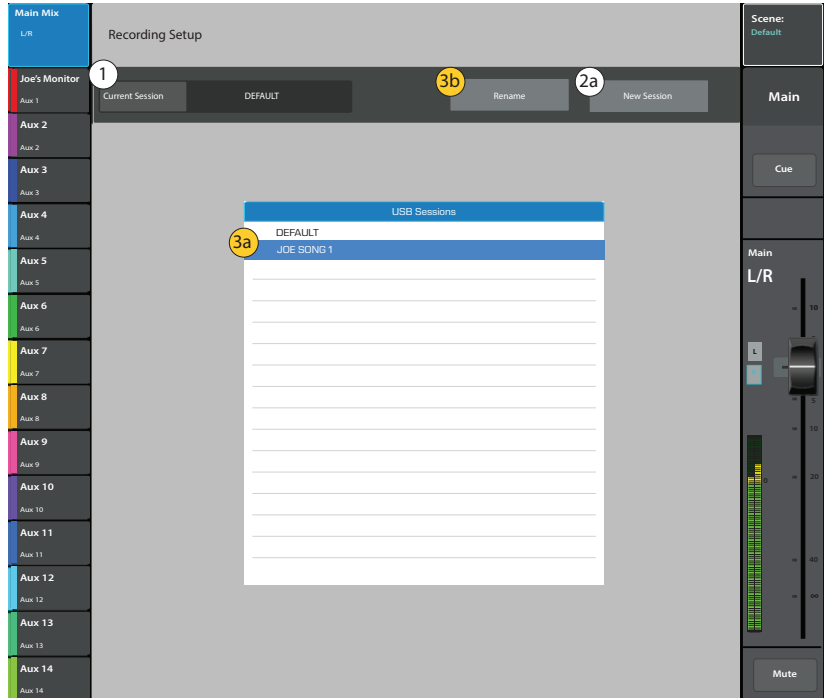 Main Mix
L/R
Recording Setup
Scene:
Default
Joe's Monitor
Aux 1
1
Current Session
DEFAULT
3b
Rename
2a
New Session
Main
Aux 2
Aux 2
Aux 3
Aux 3
Cue
Aux 4
Aux 4
USB Sessions
DEFAULT
3a
JOE SONG 1
Aux 5
Aux 5
Main
L/R
Aux 6
Aux 6
10
Aux 7
Aux 7
L
Aux 8
Aux 8
5
10
Aux 9
Aux 9
0
20
Aux 10
Aux 10
Aux 11
Aux 11
40
Aux 12
Aux 12
∞
Aux 13
Aux 13
Aux 14
Aux 14
Mute